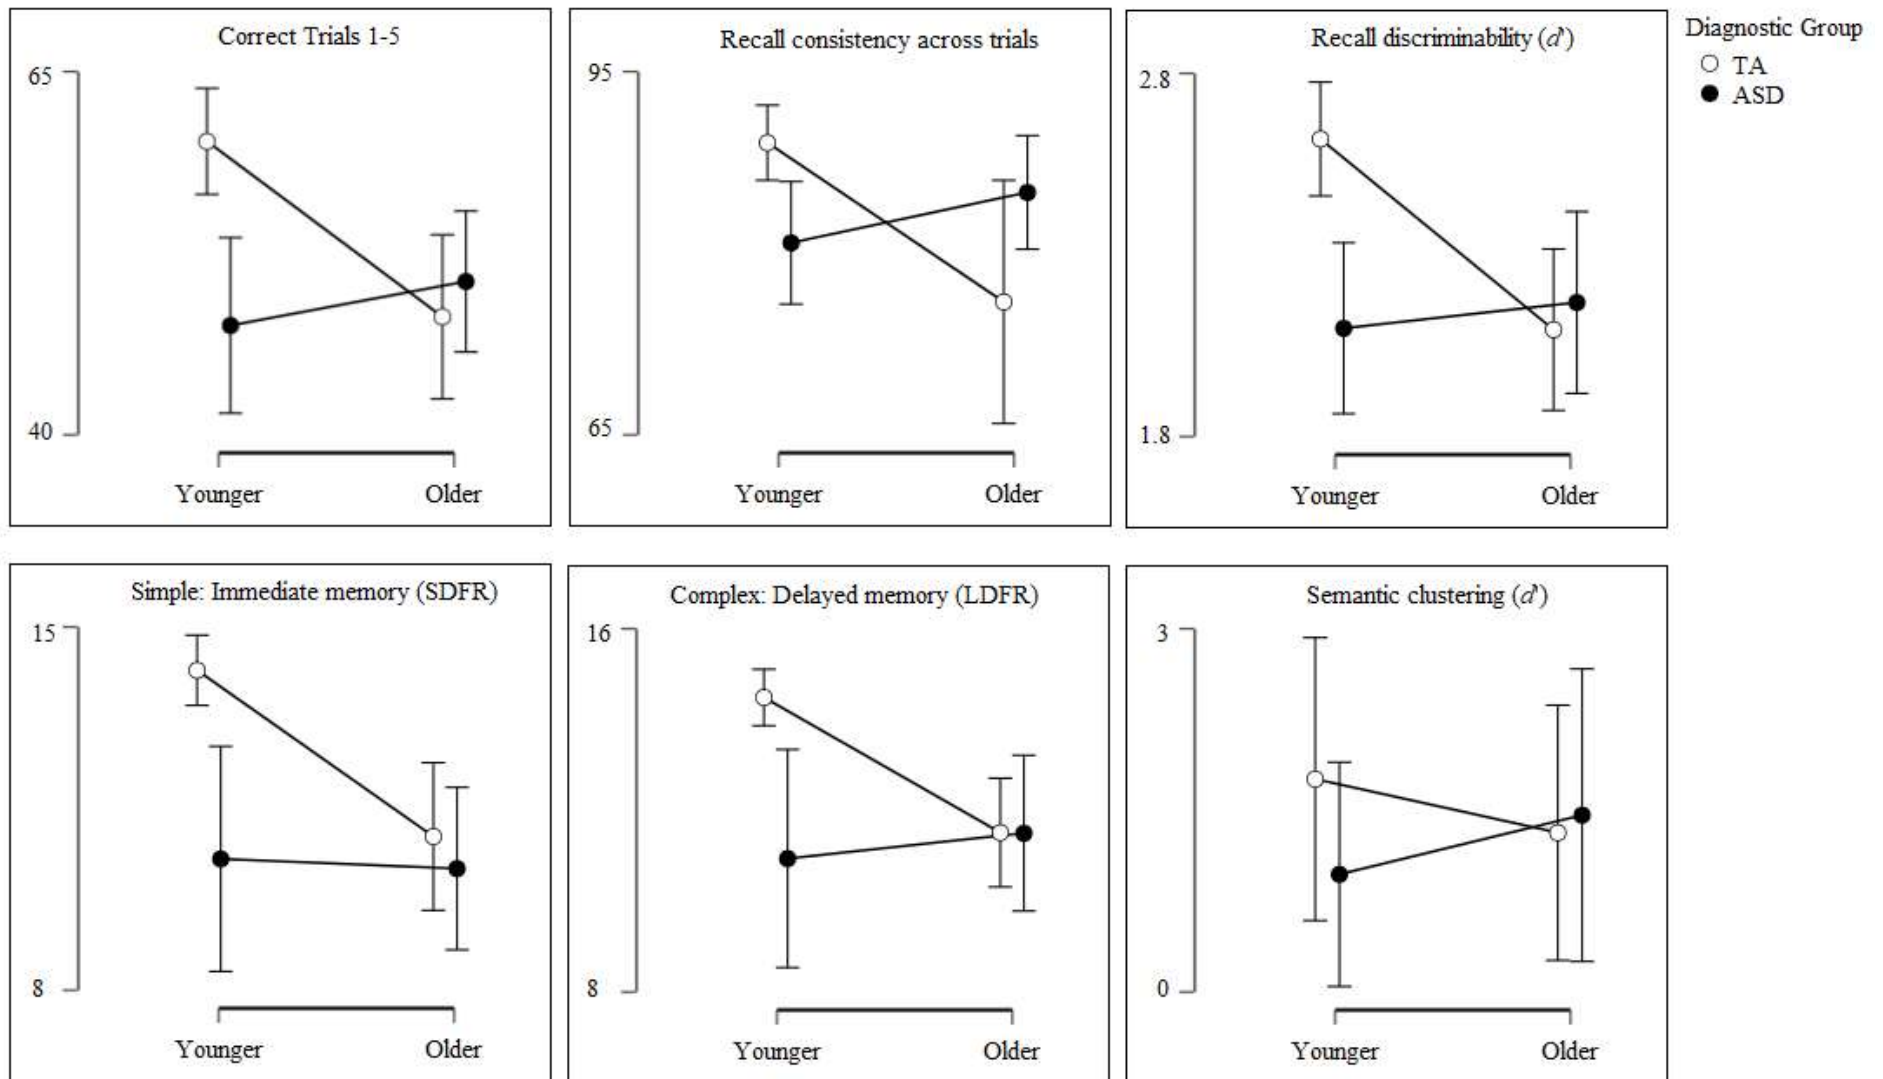 Correct Trials 1-5
65
40
Younger Older
Recall consistency across trials
95
65
Younger Older
Recall discriminability (d')
2.8
1.8
Younger Older
Diagnostic Group
TA
ASD
Simple: Immediate memory (SDFR)
15
8
Younger Older
Complex: Delayed memory (LDFR)
16
8
Younger Older
Semantic clustering (d')
3
0
Younger Older